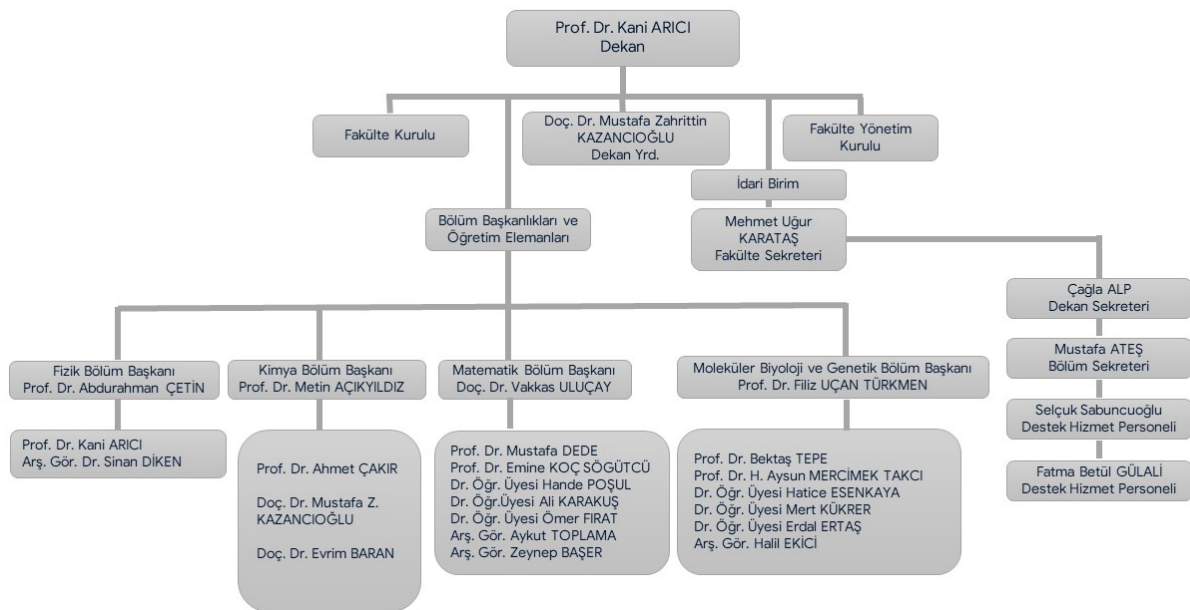 Prof. Dr. Kani ARICI
Dekan
Fakülte Kurulu
Doç. Dr. Mustafa Zahrittin
KAZANCIOĞLU
Dekan Yrd.
Fakülte Yönetim
Kurulu
İdari Birim
Bölüm Başkanlıkları ve
Öğretim Elemanları
Mehmet Uğur
KARATAŞ
Fakülte Sekreteri
Çağla ALP
Dekan Sekreteri
Mustafa ATEŞ
Bölüm Sekreteri
Selçuk Sabuncuoğlu
Destek Hizmet Personeli
Fatma Betül GÜLALİ
Destek Hizmet Personeli
Fizik Bölüm Başkanı
Prof. Dr. Abdurahman ÇETİN
Prof. Dr. Kani ARICI
Arş. Gör. Dr. Sinan DİKEN
Kimya Bölüm Başkanı
Prof. Dr. Metin AÇIKYILDIZ
Prof. Dr. Ahmet ÇAKIR
Doç. Dr. Mustafa Z.
KAZANCIOĞLU
Doç. Dr. Evrim BARAN
Matematik Bölüm Başkanı
Doç. Dr. Vakkas ULUÇAY
Prof. Dr. Mustafa DEDE
Prof. Dr. Emine KOÇ SÖGÜTCÜ
Dr. Öğr. Üyesi Hande POŞUL
Dr. Öğr.Üyesi Ali KARAKUŞ
Dr. Öğr. Üyesi Ömer FIRAT
Arş. Gör. Aykut TOPLAMA
Arş. Gör. Zeynep BAŞER
Moleküler Biyoloji ve Genetik Bölüm Başkanı
Prof. Dr. Filiz UÇAN TÜRKMEN
Prof. Dr. Bektaş TEPE
Prof. Dr. H. Aysun MERCİMEK TAKCI
Dr. Öğr. Üyesi Hatice ESENKAYA
Dr. Öğr. Üyesi Mert KÜKRER
Dr. Öğr. Üyesi Erdal ERTAŞ
Arş. Gör. Halil EKİCİ